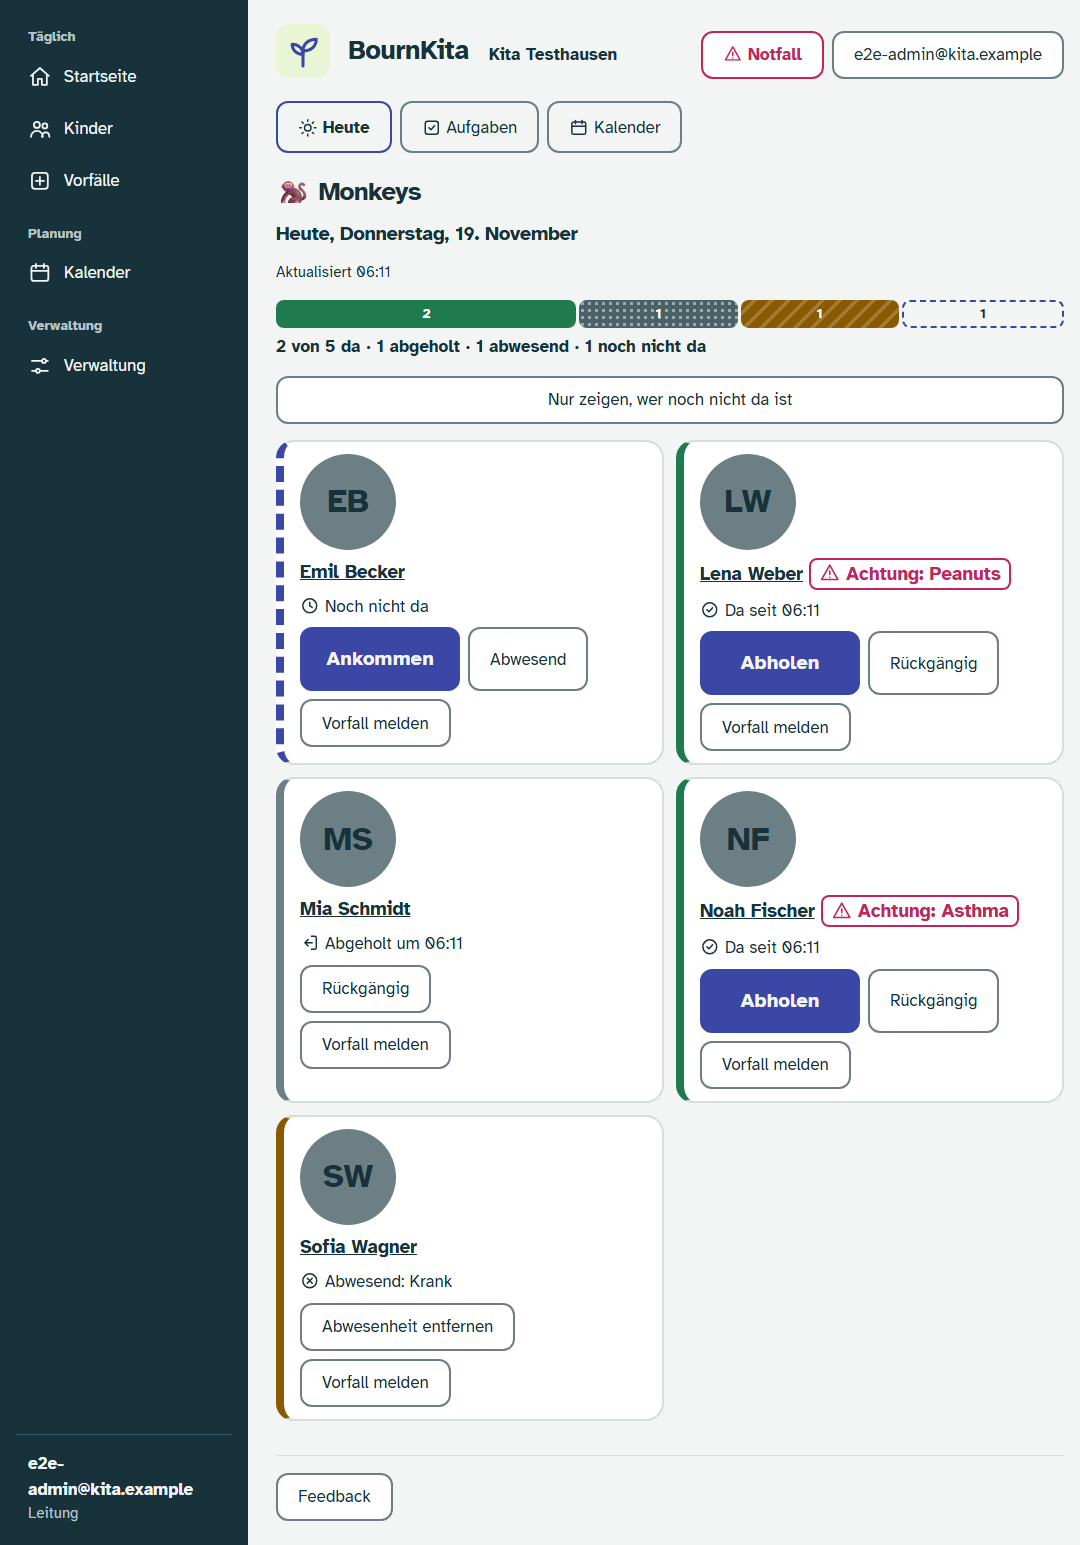 Täglich
Startseite
Kinder
Vorfälle
Planung
Kalender
Verwaltung
Verwaltung
e2e-
admin@kita.example
Leitung
BournKita Kita Testhausen
Notfall
e2e-admin@kita.example
Heute
Aufgaben
Kalender
Monkeys
Heute, Donnerstag, 19. November
Aktualisiert 06:11
2 1 1 1
2 von 5 da · 1 abgeholt · 1 abwesend · 1 noch nicht da
Nur zeigen, wer noch nicht da ist
EB
Emil Becker
Noch nicht da
Ankommen Abwesend
Vorfall melden
LW
Lena Weber Achtung: Peanuts
Da seit 06:11
Abholen Rückgängig
Vorfall melden
MS
Mia Schmidt
Abgeholt um 06:11
Rückgängig
Vorfall melden
NF
Noah Fischer Achtung: Asthma
Da seit 06:11
Abholen Rückgängig
Vorfall melden
SW
Sofia Wagner
Abwesend: Krank
Abwesenheit entfernen
Vorfall melden
Feedback